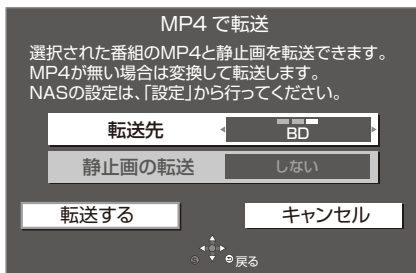 MP4 で転送
選択された番組のMP4と静止画を転送できます。
MP4が無い場合は変換して転送します。
NASの設定は、「設定」から行ってください。
転送先 BD
静止画の転送 しない
転送する キャンセル
戻る